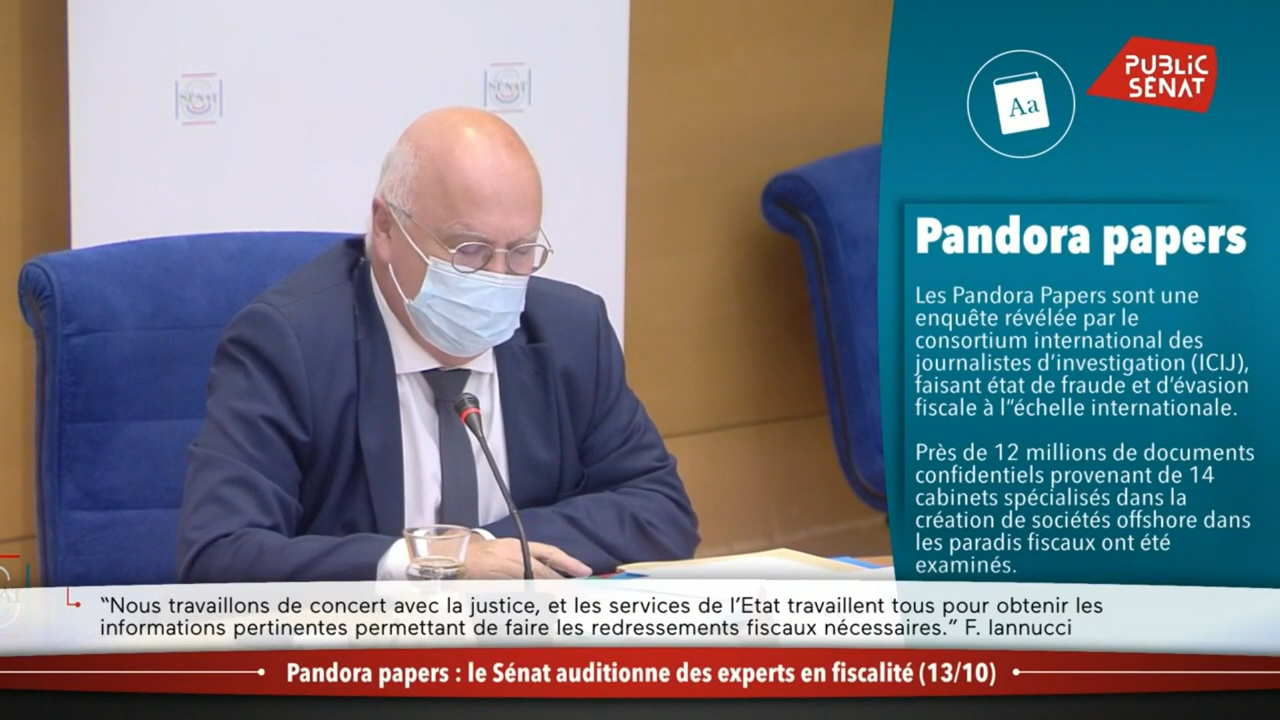 SÉNAT
SÉNAT
Aa
PUBLIC
SÉNAT
Pandora papers
Les Pandora Papers sont une
enquête révélée par le
consortium international des
journalistes d’investigation (ICIJ),
faisant état de fraude et d’évasion
fiscale à l’’échelle internationale.
Près de 12 millions de documents
confidentiels provenant de 14
cabinets spécialisés dans la
création de sociétés offshore dans
les paradis fiscaux ont été
examinés.
“Nous travaillons de concert avec la justice, et les services de l’Etat travaillent tous pour obtenir les
informations pertinentes permettant de faire les redressements fiscaux nécessaires.” F. Iannucci
Pandora papers : le Sénat auditionne des experts en fiscalité (13/10)